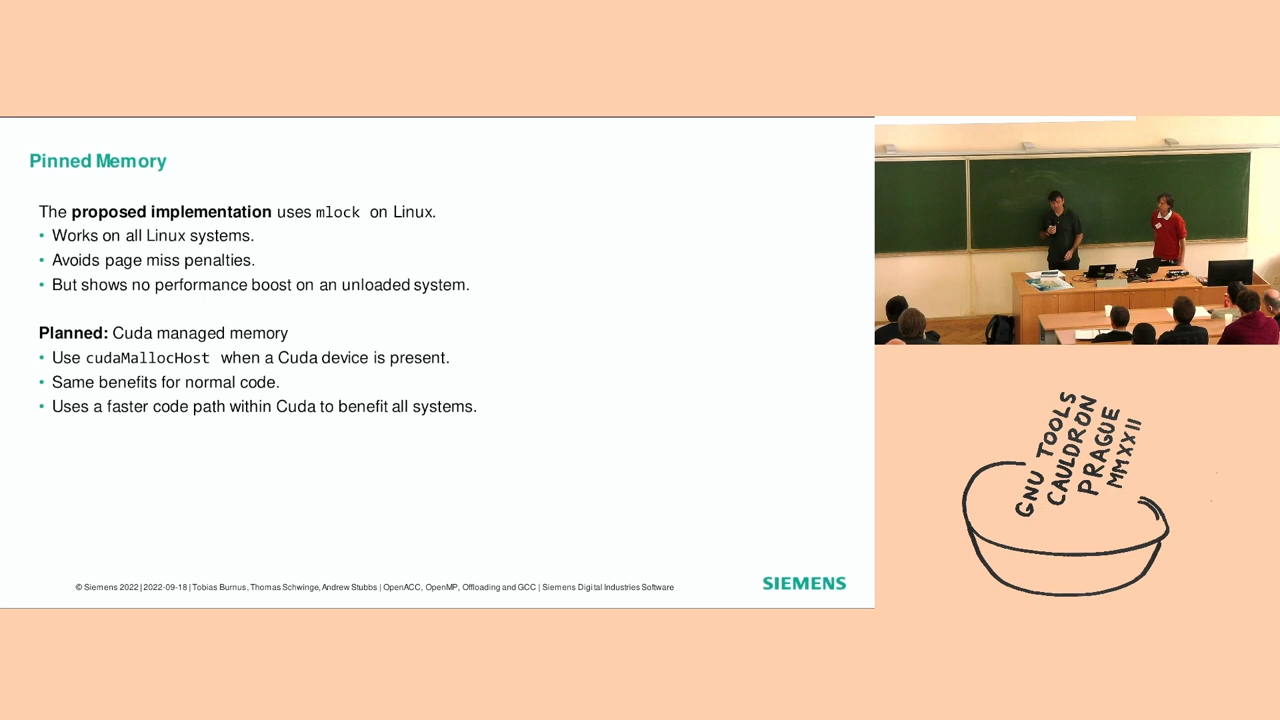 Pinned Memory
The proposed implementation uses mlock on Linux.
• Works on all Linux systems.
• Avoids page miss penalties.
• But shows no performance boost on an unloaded system.
Planned: Cuda managed memory
• Use cudaMallocHost when a Cuda device is present.
• Same benefits for normal code.
• Uses a faster code path within Cuda to benefit all systems.
© Siemens 2022 | 2022-09-18 | Tobias Burnus, Thomas Schwinge, Andrew Stubbs | OpenACC, OpenMP, Offloading and GCC | Siemens Digital Industries Software
SIEMENS
GNU TOOLS
CAULDRON
PRAGUE
MMXXII